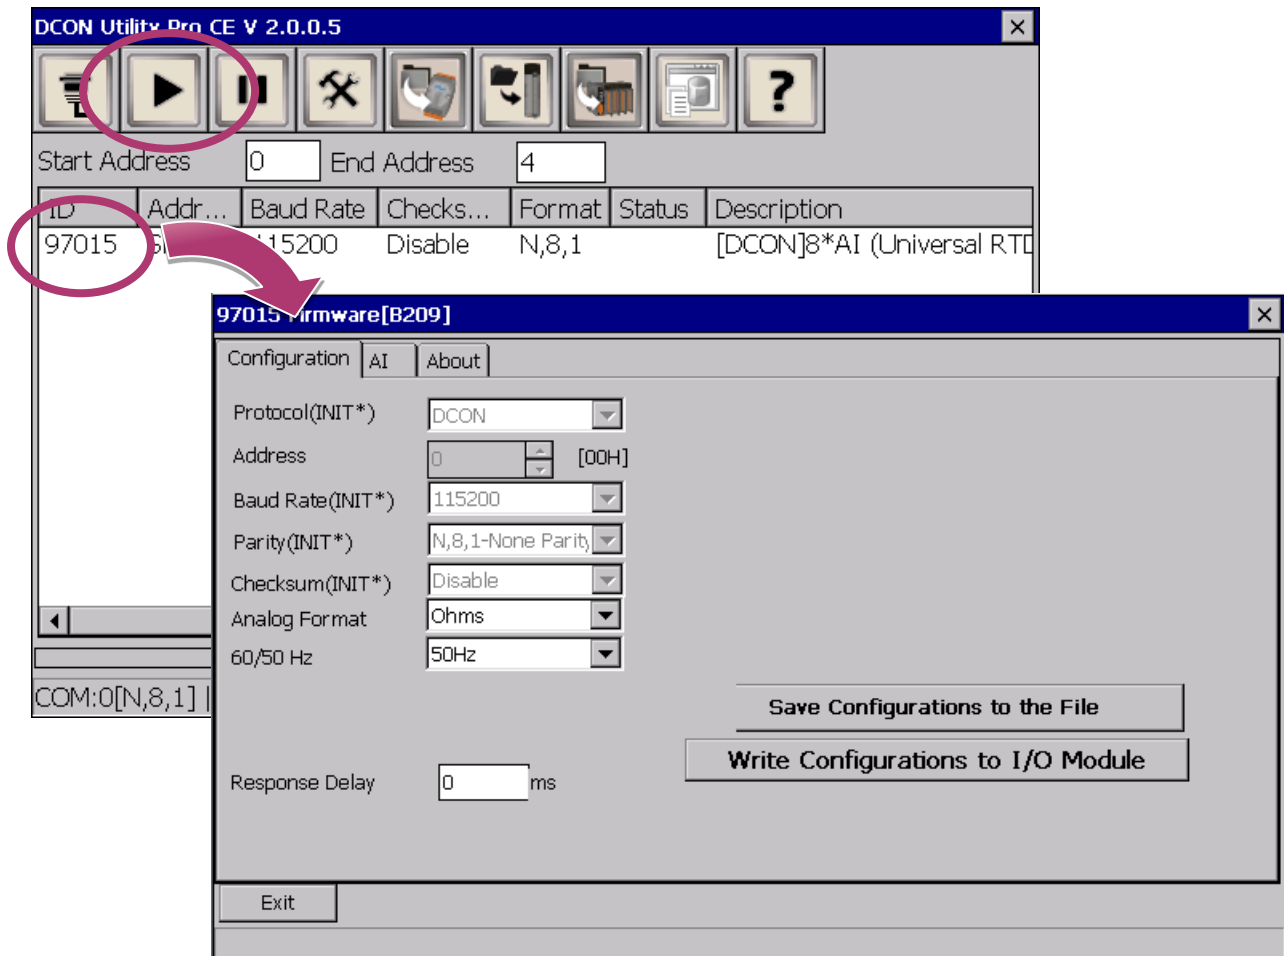 DCON Utility Pro CE V 2.0.0.5
Start Address 0 End Address 4
ID Addr... Baud Rate Checks... Format Status Description
97015 115200 Disable N,8,1 [DCON]8*AI (Universal RTD
97015 Firmware[B209]
Configuration AI About
Protocol(INIT*) DCON
Address 0 [00H]
Baud Rate(INIT*) 115200
Parity(INIT*) N,8,1-None Parity
Checksum(INIT*) Disable
Analog Format Ohms
60/50 Hz 50Hz
COM:0[N,8,1] |
Save Configurations to the File
Write Configurations to I/O Module
Response Delay 0 ms
Exit